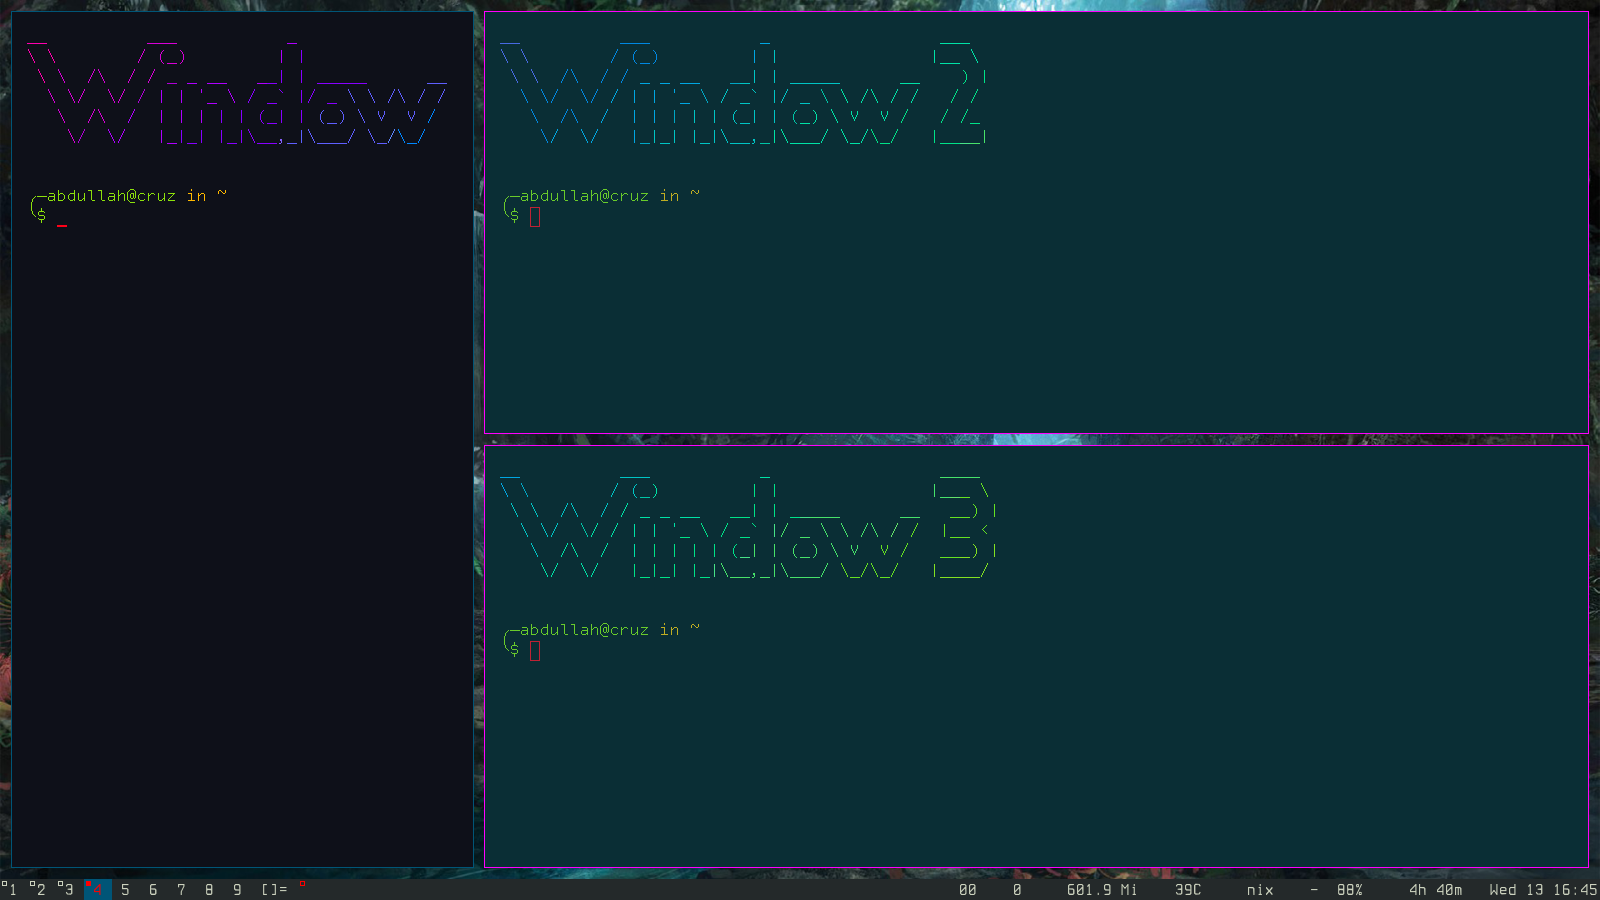 Window
abdullah@cruz in ~
$ _
Window 2
abdullah@cruz in ~
$
Window 3
abdullah@cruz in ~
$
1 2 3 4 5 6 7 8 9 []= 00 0 601.9 Mi 39C nix - 88% 4h 40m Wed 13 16:45